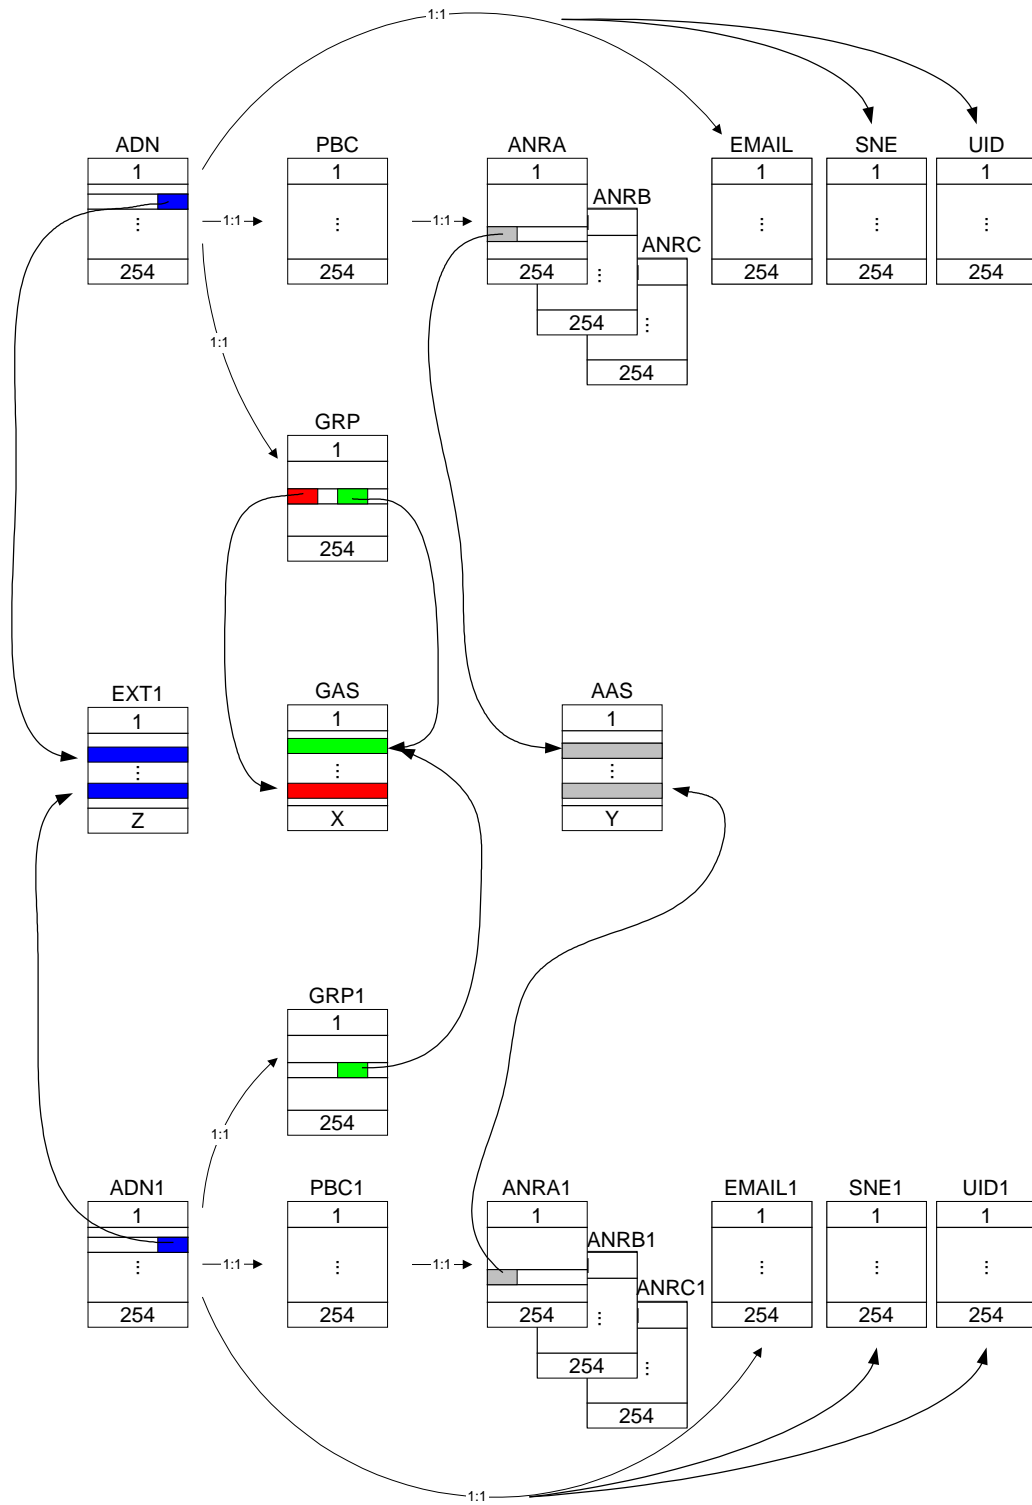 1:1
ADN PBC ANRA EMAIL SNE UID
1 1 1 1 1 1
ANRB
1:1 1:1
⋮ ⋮ ⋮ ⋮ ⋮
ANRC
254 254 254 ⋮ 254 254 254
254 ⋮
1:1
254
GRP
1
254
EXT1 GAS AAS
1 1 1
⋮ ⋮ ⋮
Z X Y
GRP1
1
254
1:1
ADN1 PBC1 ANRA1 EMAIL1 SNE1 UID1
1 1 1 1 1 1
ANRB1
⋮ 1:1 ⋮ 1:1 ⋮ ⋮ ⋮
ANRC1
254 254 254 ⋮ 254 254 254
254 ⋮
254
1:1